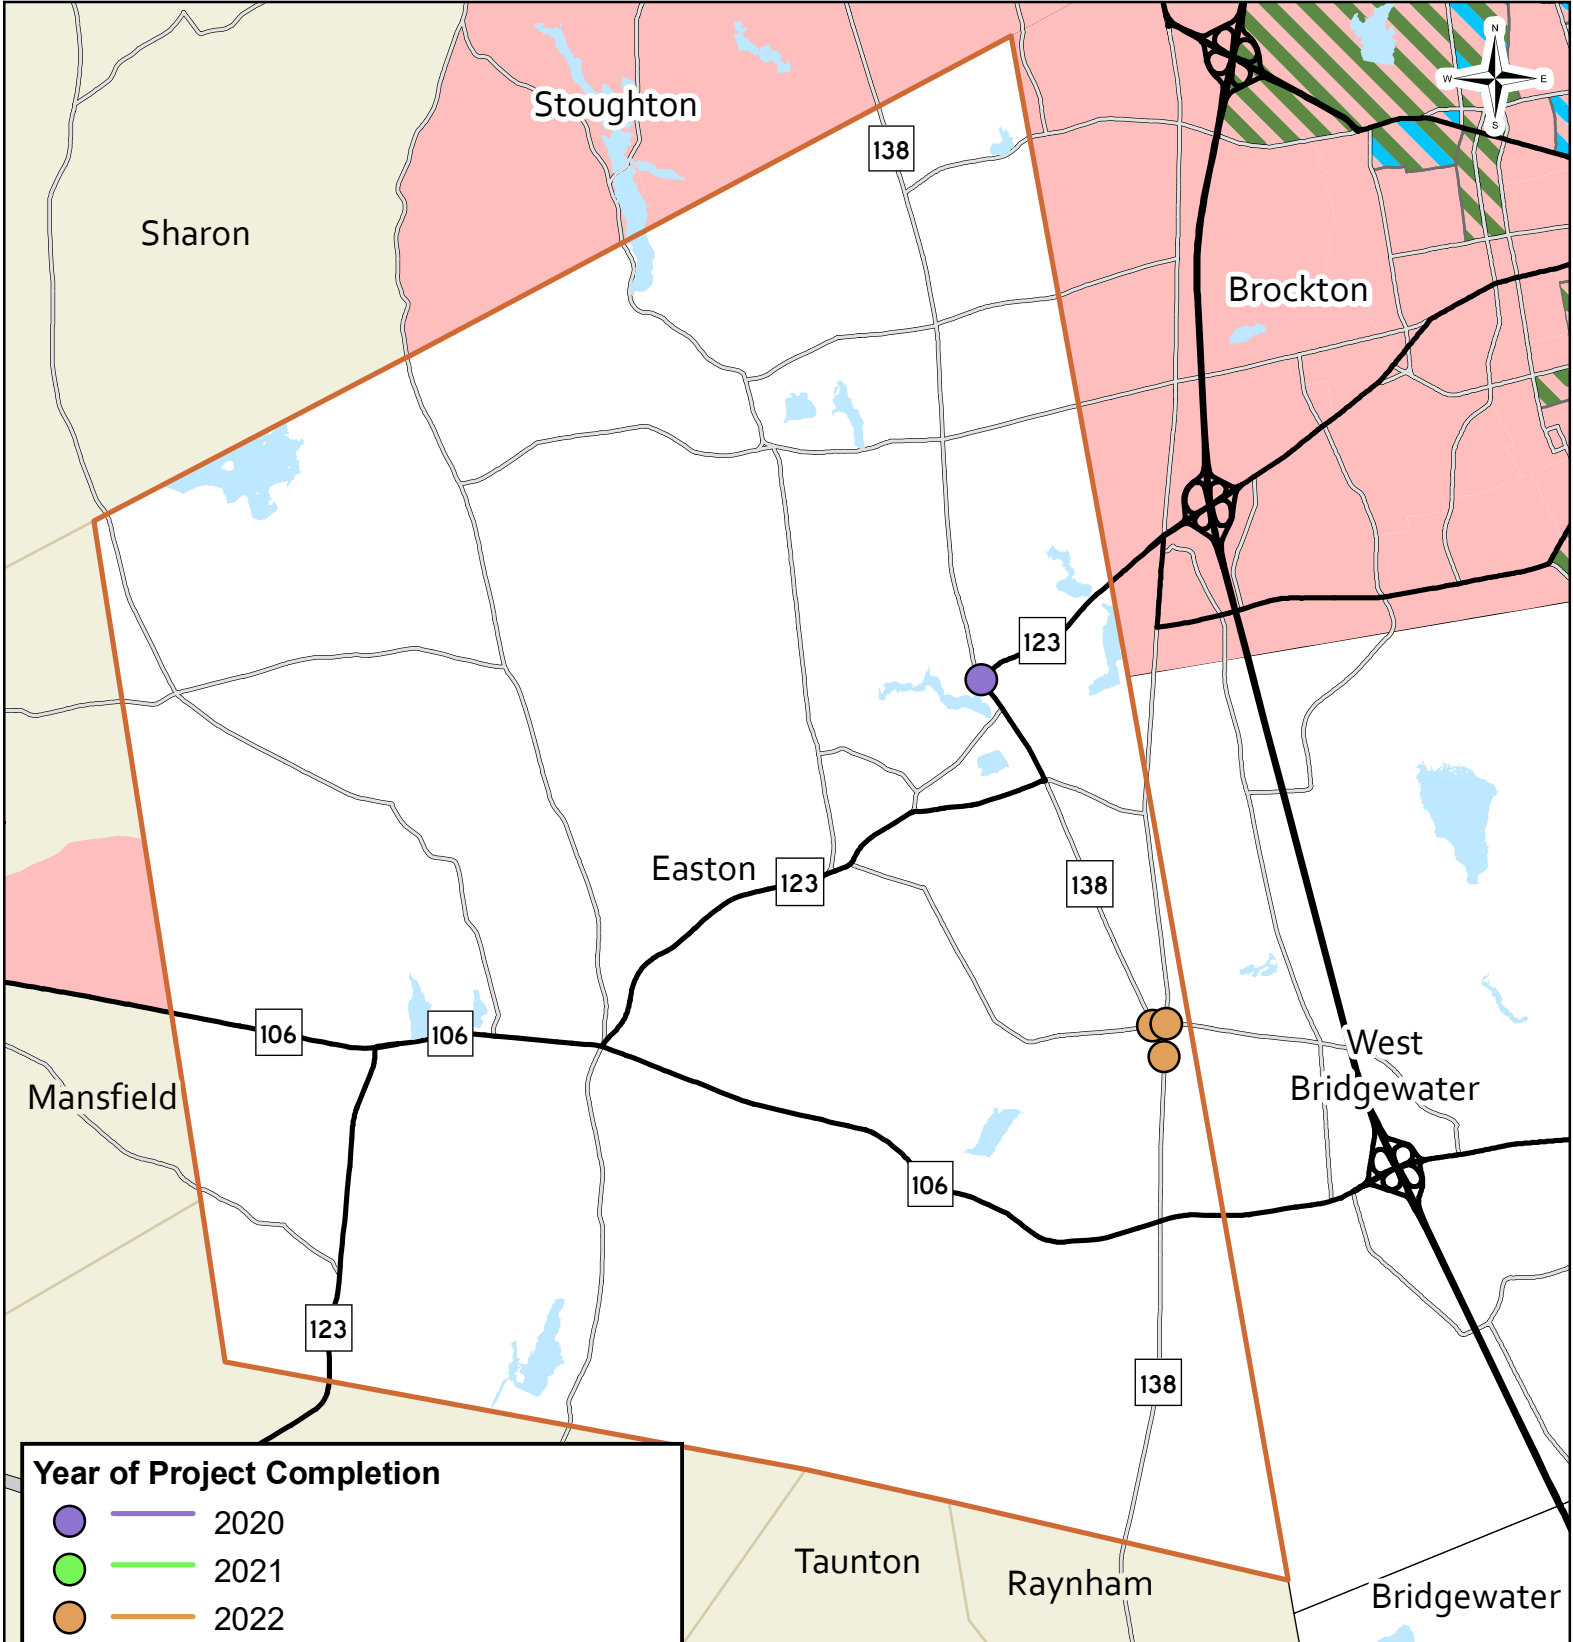 N
W E
S
Stoughton
138
Sharon
Brockton
123
Easton
123
138
106
106
West
Bridgewater
Mansfield
106
123
138
Year of Project Completion
2020
2021
2022
Taunton
Raynham
Bridgewater